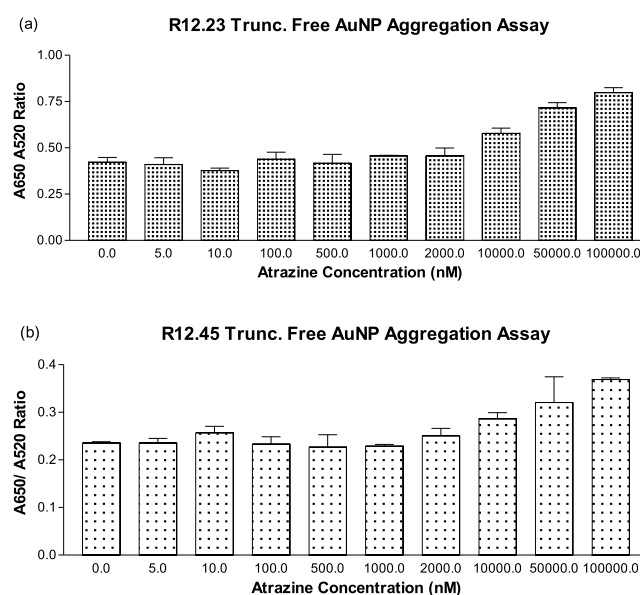 (a)
R12.23 Trunc. Free AuNP Aggregation Assay
1.00
0.75
0.50
0.25
0.00
A650 A520 Ratio
0.0 5.0 10.0 100.0 500.0 1000.0 2000.0 10000.0 50000.0 100000.0
Atrazine Concentration (nM)
(b)
R12.45 Trunc. Free AuNP Aggregation Assay
0.4
0.3
0.2
0.1
0.0
A650/ A520 Ratio
0.0 5.0 10.0 100.0 500.0 1000.0 2000.0 10000.0 50000.0 100000.0
Atrazine Concentration (nM)